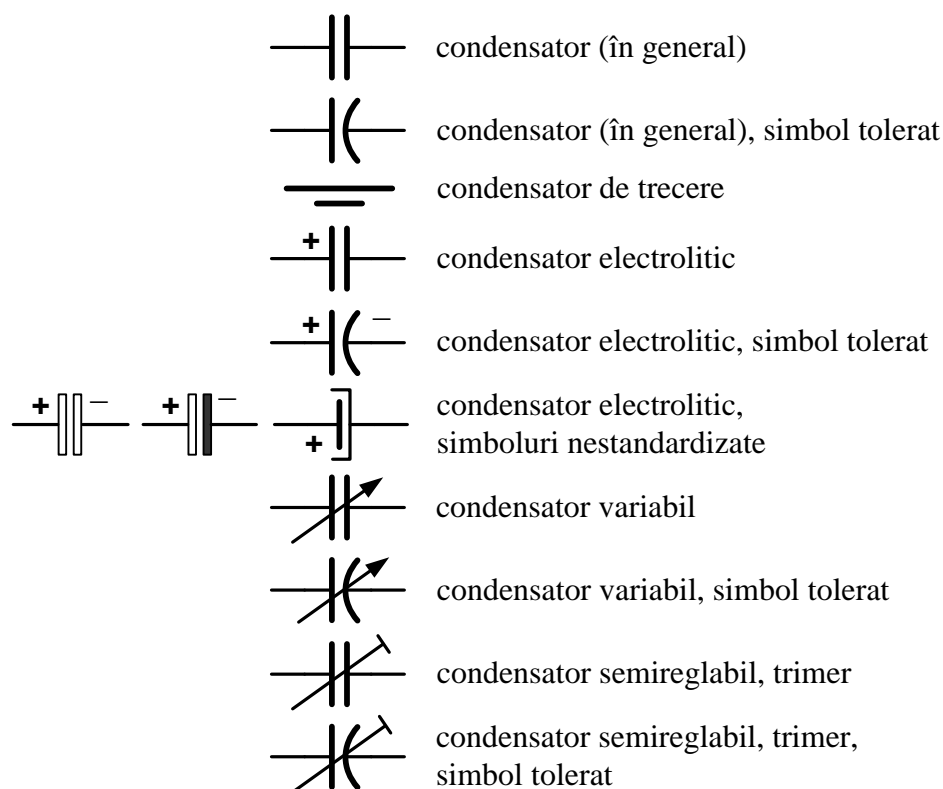 condensator (în general)
condensator (în general), simbol tolerat
condensator de trecere
+
condensator electrolitic
+ –
condensator electrolitic, simbol tolerat
+ – + – +
condensator electrolitic,
simboluri nestandardizate
condensator variabil
condensator variabil, simbol tolerat
condensator semireglabil, trimer
condensator semireglabil, trimer,
simbol tolerat